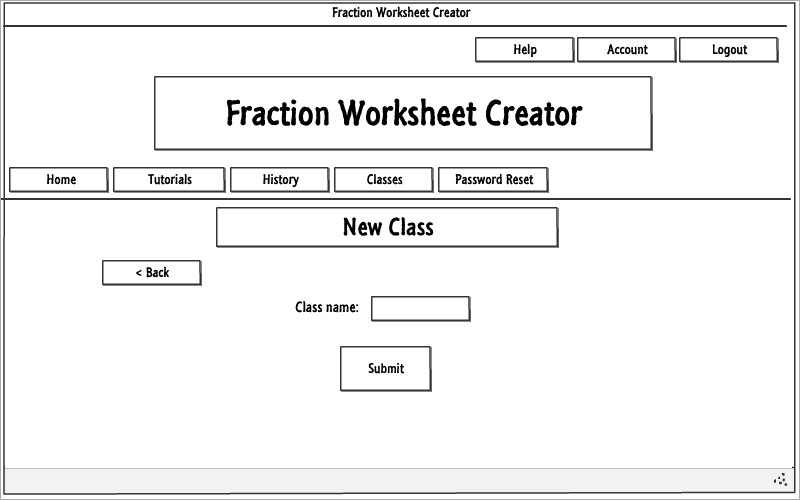 Fraction Worksheet Creator
Help Account Logout
Fraction Worksheet Creator
Home Tutorials History Classes Password Reset
New Class
< Back
Class name:
Submit